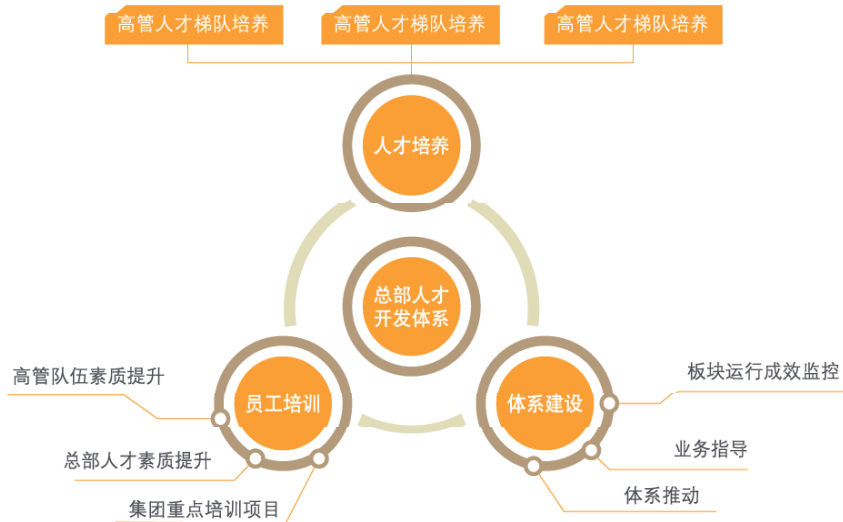 高管人才梯队培养
高管人才梯队培养
高管人才梯队培养
人才培养
总部人才
开发体系
员工培训
体系建设
高管队伍素质提升
总部人才素质提升
集团重点培训项目
板块运行成效监控
业务指导
体系推动